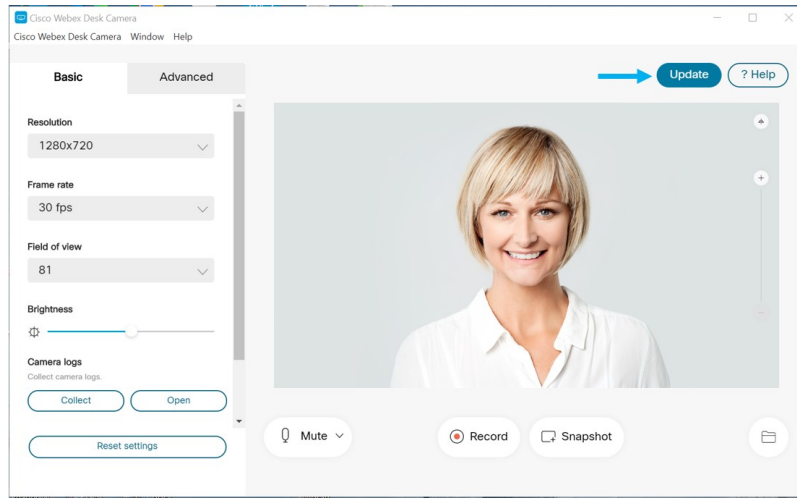 Cisco Webex Desk Camera
Cisco Webex Desk Camera Window Help
Basic Advanced
Update ? Help
Resolution
1280x720
Frame rate
30 fps
Field of view
81
Brightness
Camera logs
Collect camera logs.
Collect Open
Reset settings
Mute Record Snapshot